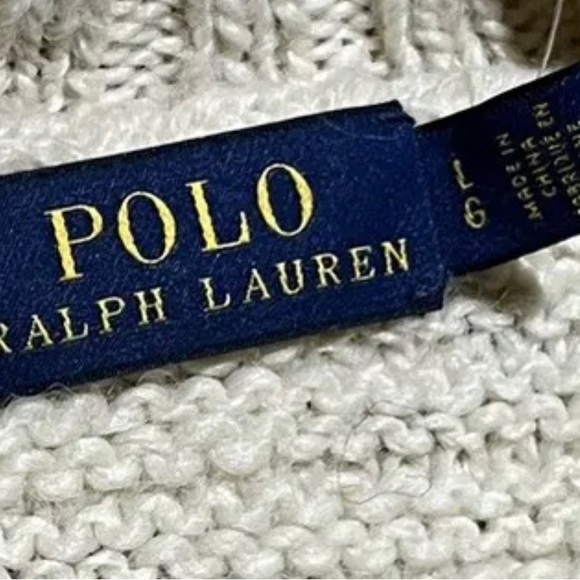 POLO
RALPH LAUREN
L
G
MADE IN
CHINA